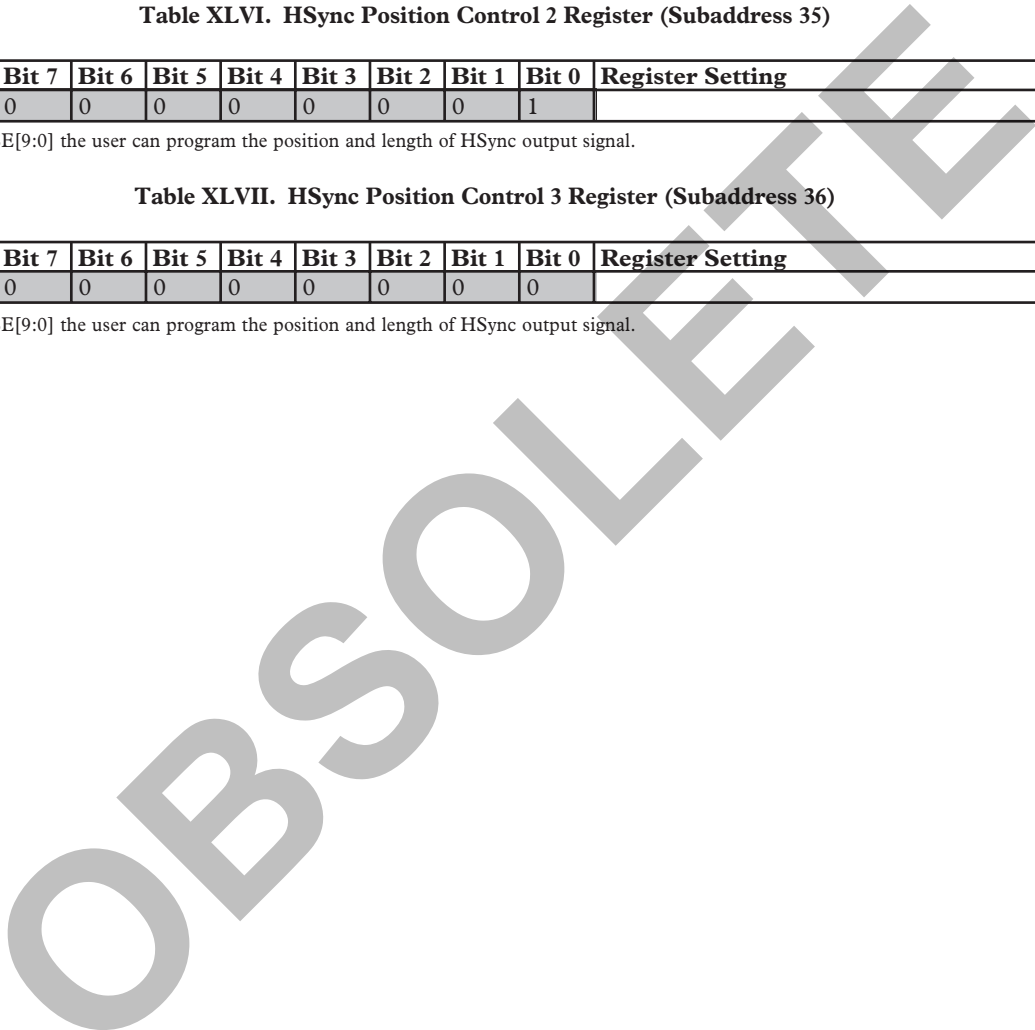 Table XLVI. HSync Position Control 2 Register (Subaddress 35)
Bit 7 Bit 6 Bit 5 Bit 4 Bit 3 Bit 2 Bit 1 Bit 0 Register Setting
0 0 0 0 0 0 0 1
E[9:0] the user can program the position and length of HSync output signal.
Table XLVII. HSync Position Control 3 Register (Subaddress 36)
Bit 7 Bit 6 Bit 5 Bit 4 Bit 3 Bit 2 Bit 1 Bit 0 Register Setting
0 0 0 0 0 0 0 0
E[9:0] the user can program the position and length of HSync output signal.
OBSOLETE